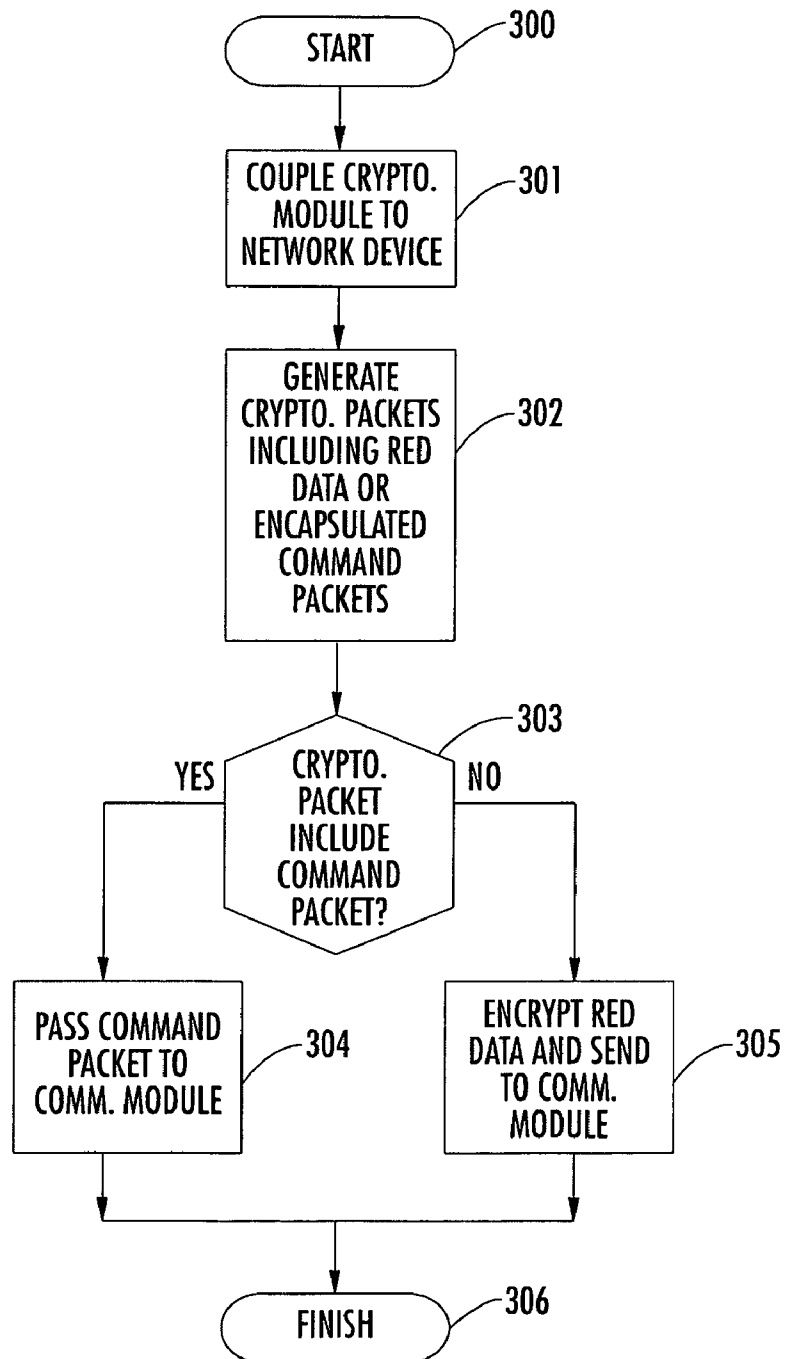 START
300
COUPLE CRYPTO.
MODULE TO
NETWORK DEVICE
301
GENERATE
CRYPTO. PACKETS
INCLUDING RED
DATA OR
ENCAPSULATED
COMMAND
PACKETS
302
303
YES
CRYPTO.
PACKET
INCLUDE
COMMAND
PACKET?
NO
PASS COMMAND
PACKET TO
COMM. MODULE
304
ENCRYPT RED
DATA AND SEND
TO COMM.
MODULE
305
FINISH
306